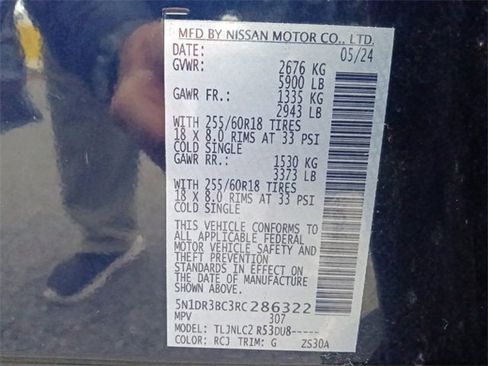 MFD BY NISSAN MOTOR CO., LTD.
DATE: 05/24
GVWR: 2676 KG
5900 LB
GAWR FR.: 1335 KG
2943 LB
WITH 255/60R18 TIRES
18 X 8.0 RIMS AT 33 PSI
COLD SINGLE
GAWR RR.: 1530 KG
3373 LB
WITH 255/60R18 TIRES
18 X 8.0 RIMS AT 33 PSI
COLD SINGLE
THIS VEHICLE CONFORMS TO
ALL APPLICABLE FEDERAL
MOTOR VEHICLE SAFETY AND
THEFT PREVENTION
STANDARDS IN EFFECT ON
THE DATE OF MANUFACTURE
SHOWN ABOVE.
5N1DR3BC3RC286322
MPV 307
MODEL: TLJNLC2 R53DU8-----
COLOR: RCJ TRIM: G ZS30A